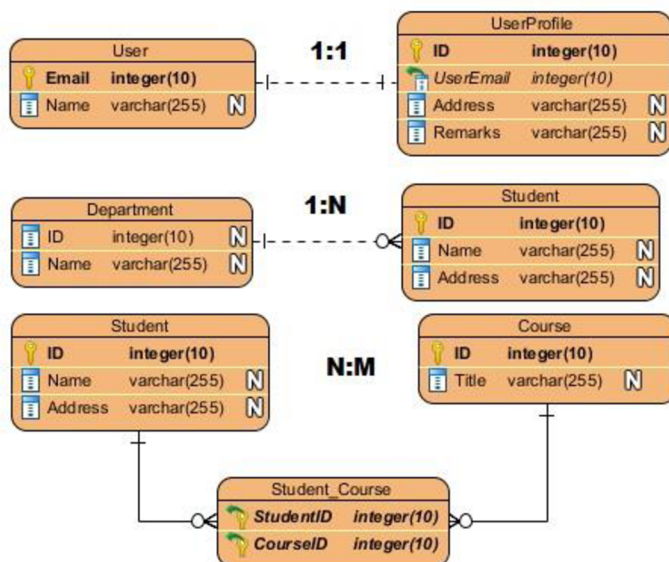 User
Email integer(10)
Name varchar(255) N
1:1
UserProfile
ID integer(10)
UserEmail integer(10)
Address varchar(255) N
Remarks varchar(255) N
Department
ID integer(10) N
Name varchar(255) N
1:N
Student
ID integer(10)
Name varchar(255) N
Address varchar(255) N
Student
ID integer(10)
Name varchar(255) N
Address varchar(255) N
N:M
Course
ID integer(10)
Title varchar(255) N
Student_Course
StudentID integer(10)
CourseID integer(10)